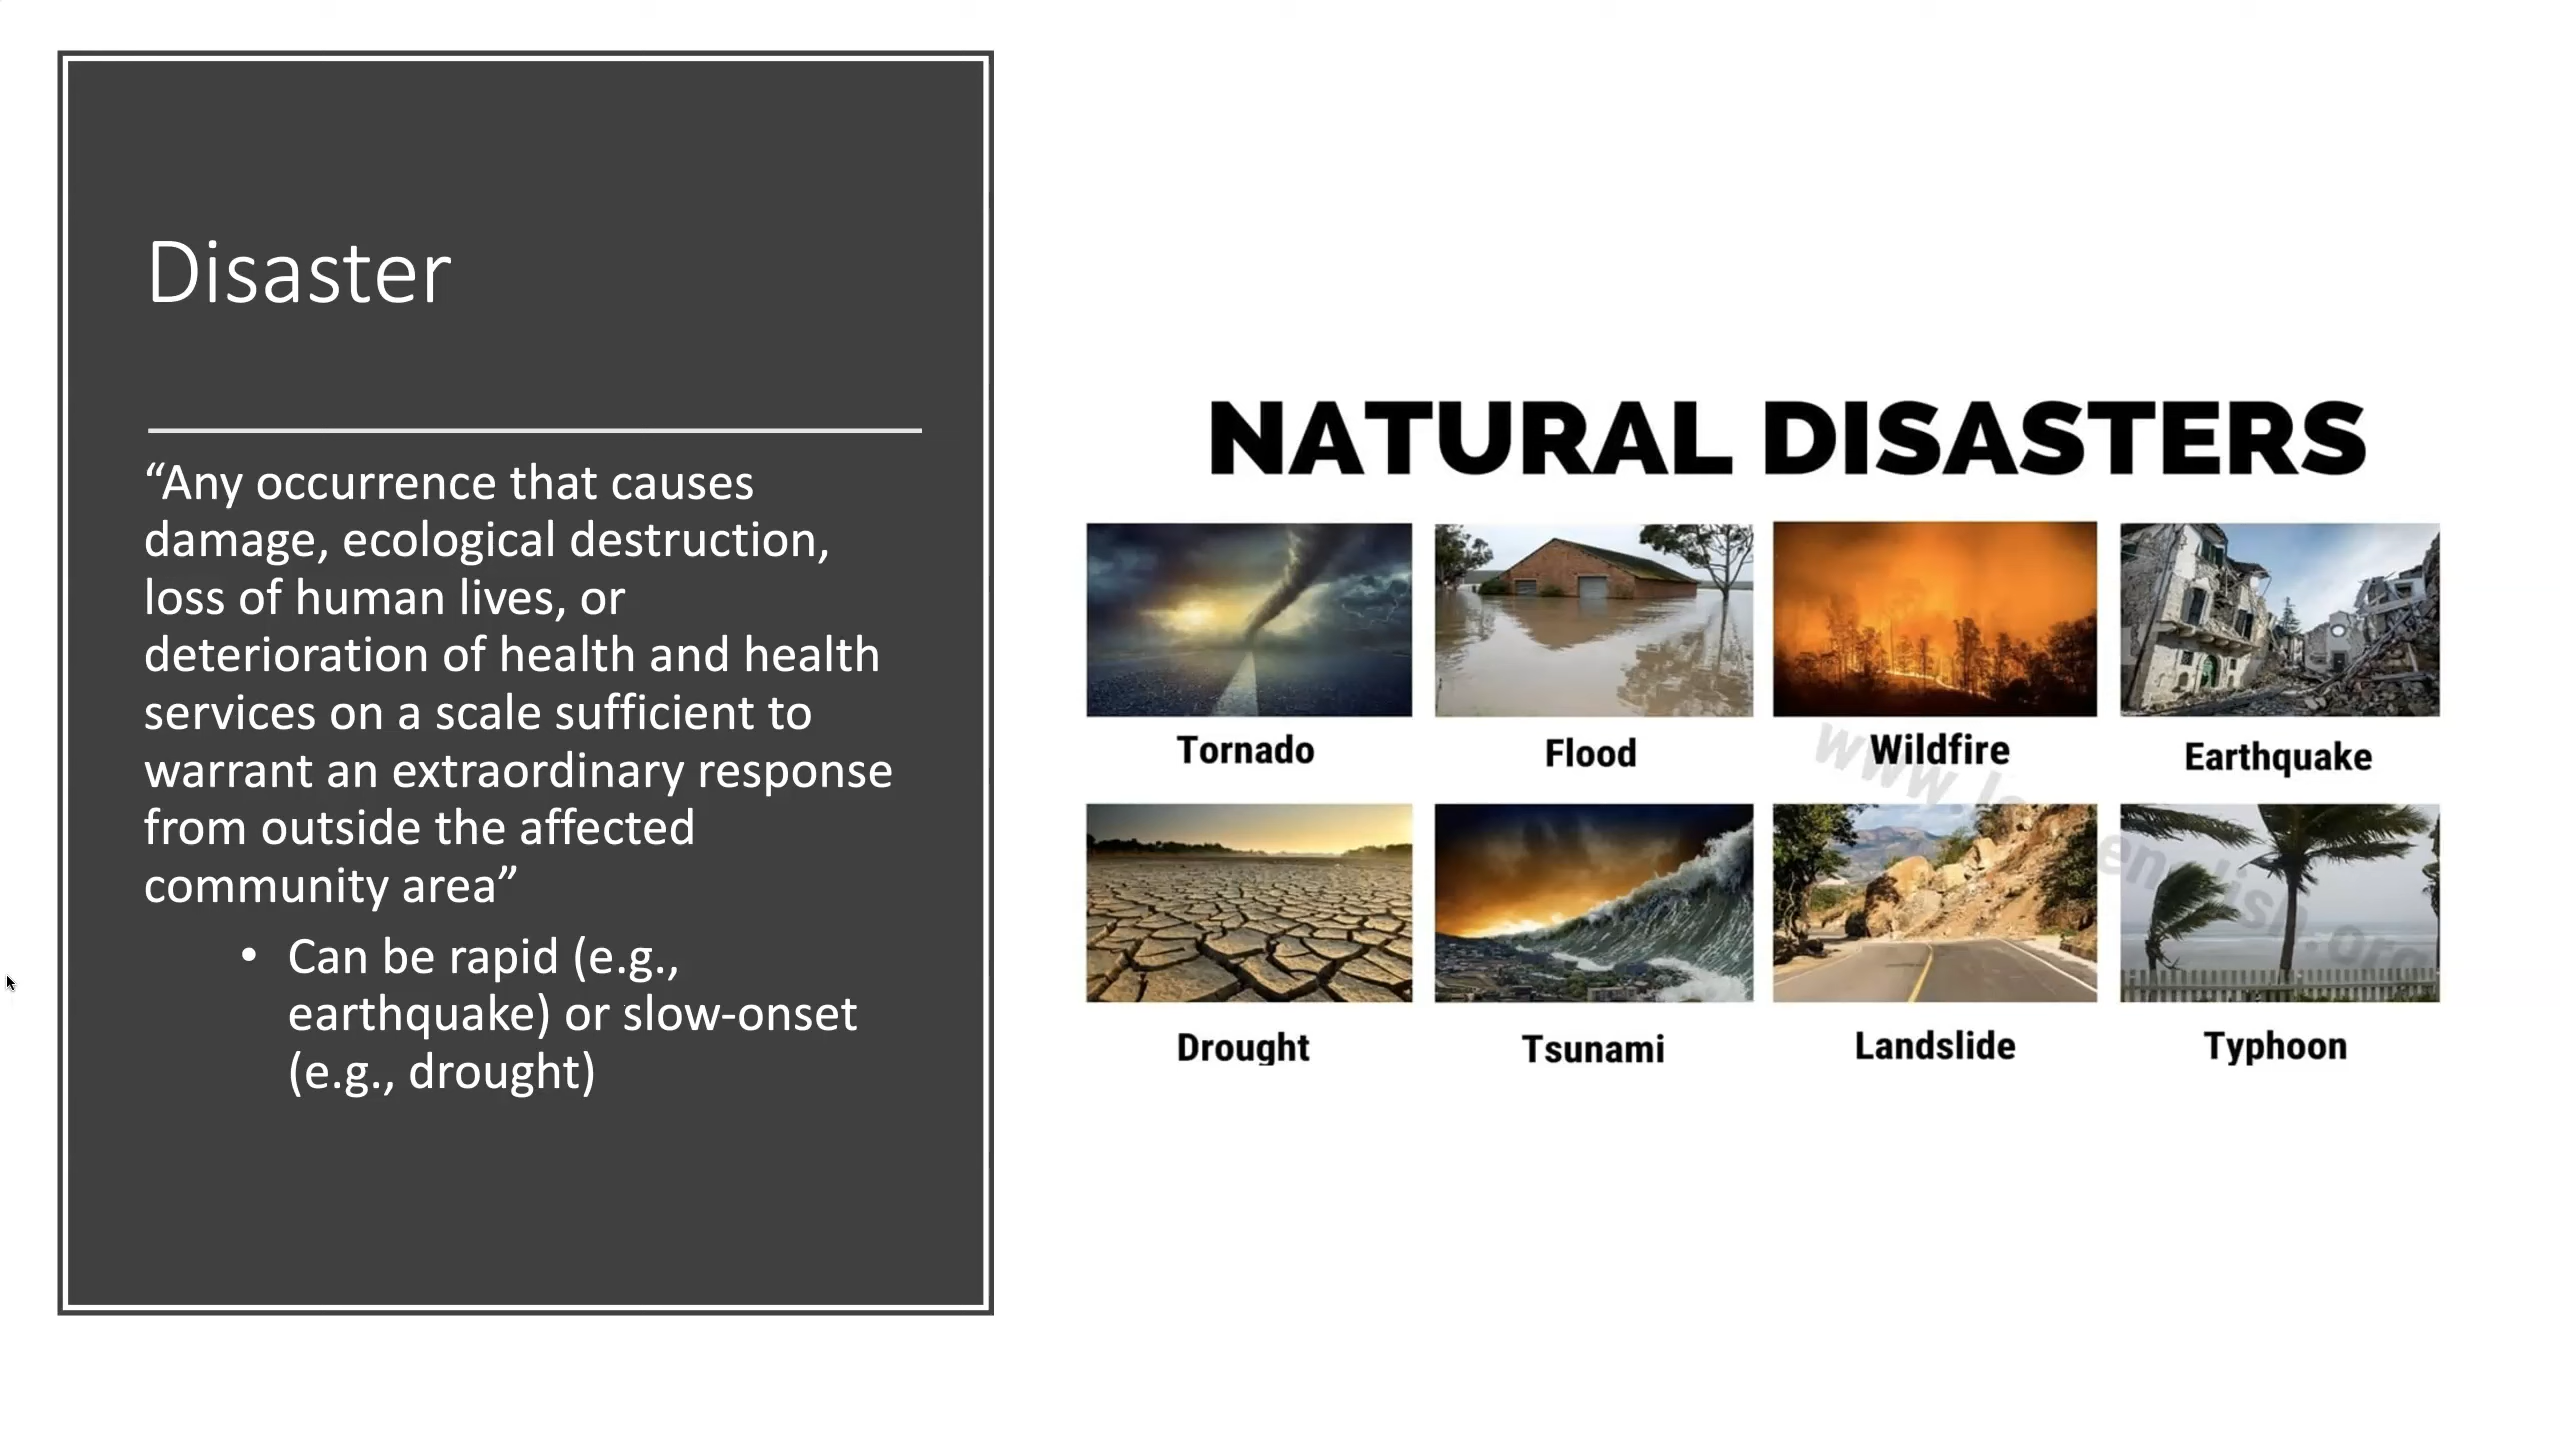 Disaster
“Any occurrence that causes
damage, ecological destruction,
loss of human lives, or
deterioration of health and health
services on a scale sufficient to
warrant an extraordinary response
from outside the affected
community area”
• Can be rapid (e.g.,
earthquake) or slow-onset
(e.g., drought)
NATURAL DISASTERS
Tornado
Flood
Wildfire
Earthquake
Drought
Tsunami
Landslide
Typhoon